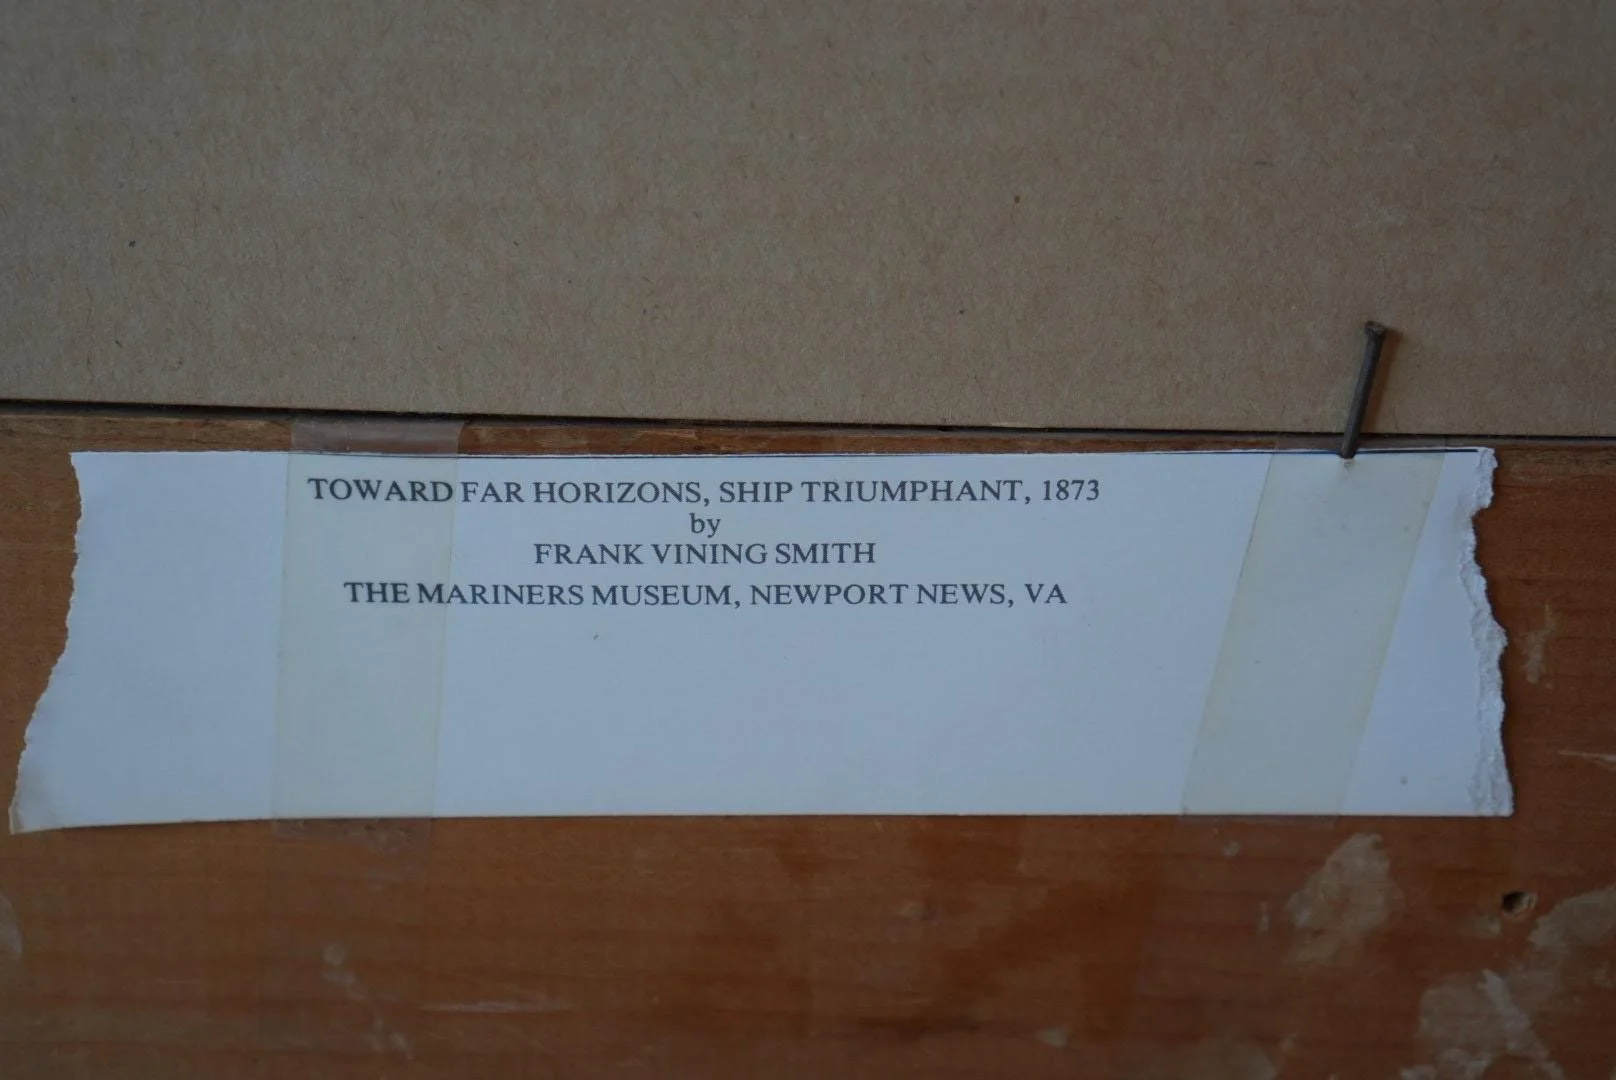 TOWARD FAR HORIZONS, SHIP TRIUMPHANT, 1873
by
FRANK VINING SMITH
THE MARINERS MUSEUM, NEWPORT NEWS, VA